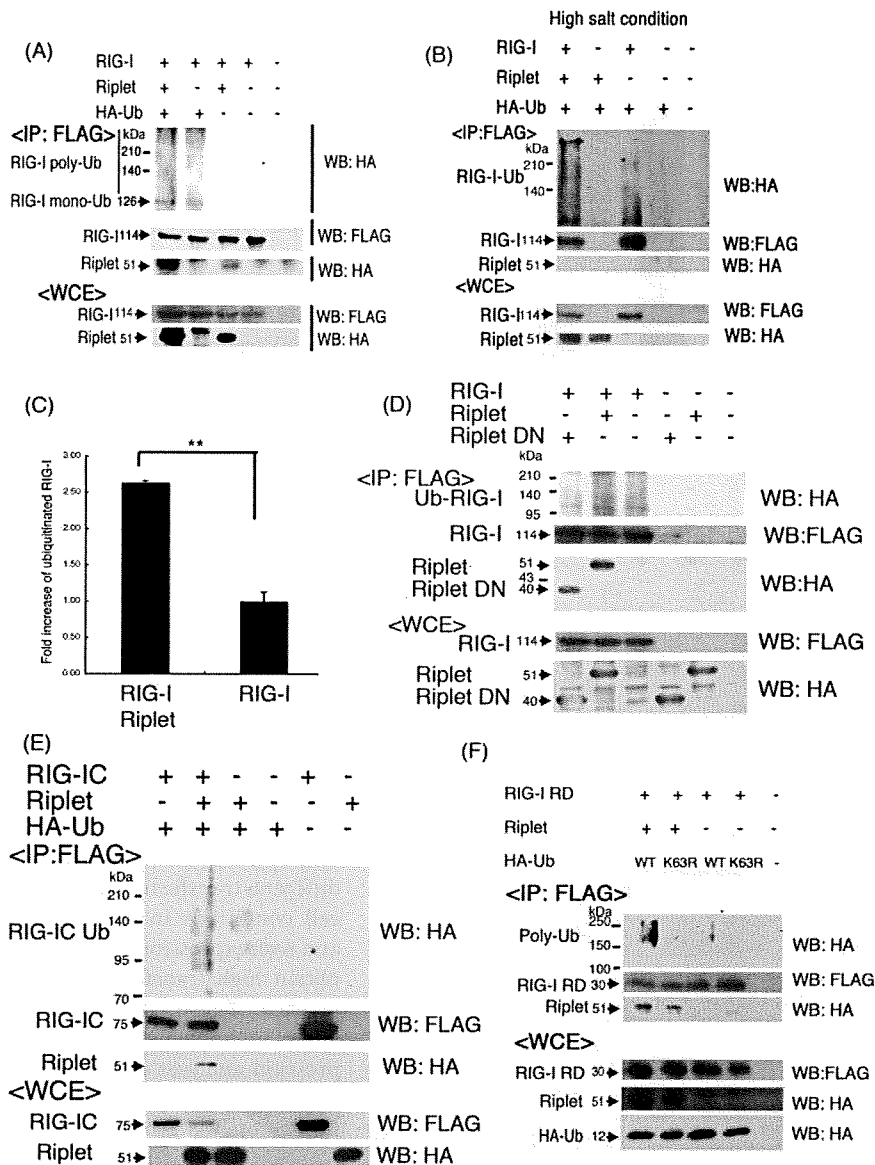 (A)
RIG-I + + + + -
Riplet + - + - -
HA-Ub + + - - -
<IP: FLAG> kDa
210
RIG-I poly-Ub
140
RIG-I mono-Ub 126
WB: HA
RIG-I 114 WB: FLAG
Riplet 51 WB: HA
<WCE>
RIG-I 114 WB: FLAG
Riplet 51 WB: HA
High salt condition
(B)
RIG-I + - + - -
Riplet + + - - -
HA-Ub + + + + -
<IP:FLAG>
kDa
210
RIG-I-Ub
140
WB:HA
RIG-I 114 WB:FLAG
Riplet 51 WB: HA
<WCE>
RIG-I 114 WB: FLAG
Riplet 51 WB: HA
(C)
**
3.00
2.50
2.00
1.00
0.50
0.00
Fold increase of ubiquitinated RIG-I
RIG-I RIG-I
Riplet
(D)
RIG-I + + + - - -
Riplet - + - - + -
Riplet DN + - - + - -
kDa
<IP: FLAG> 210
Ub-RIG-I 140
95
WB: HA
RIG-I 114 WB:FLAG
Riplet 51
43
Riplet DN 40
WB:HA
<WCE>
RIG-I 114 WB: FLAG
Riplet 51
Riplet DN 40
WB: HA
(E)
RIG-IC + + - - + -
Riplet - + + - - +
HA-Ub + + + + - -
<IP:FLAG>
kDa
210
RIG-IC Ub 140
95
70
WB: HA
RIG-IC 75 WB: FLAG
Riplet 51 WB: HA
<WCE>
RIG-IC 75 WB: FLAG
Riplet 51 WB: HA
(F)
RIG-I RD + + + + -
Riplet + + - - -
HA-Ub WT K63R WT K63R -
<IP: FLAG>
kDa
250
Poly-Ub
150
100
WB: HA
RIG-I RD 30 WB: FLAG
Riplet 51 WB: HA
<WCE>
RIG-I RD 30 WB:FLAG
Riplet 51 WB: HA
HA-Ub 12 WB: HA